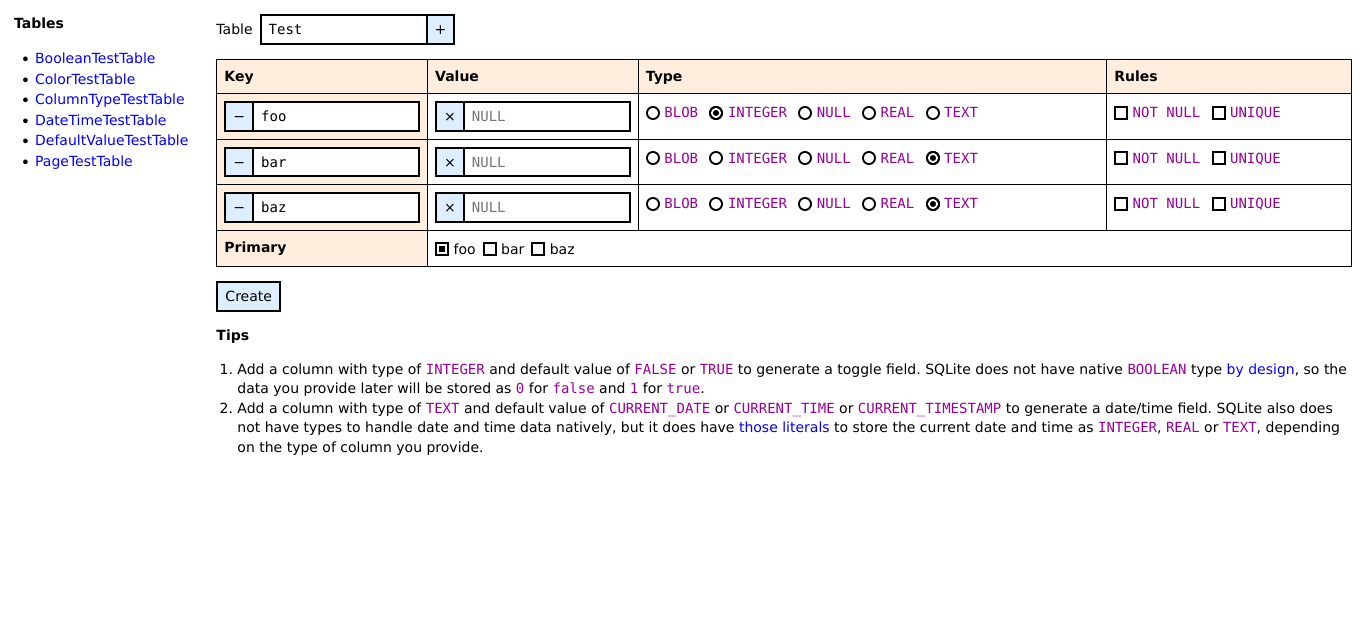 Tables
BooleanTestTable
ColorTestTable
ColumnTypeTestTable
DateTimeTestTable
DefaultValueTestTable
PageTestTable
Table Test +
Key Value Type Rules
− foo × NULL BLOB INTEGER NULL REAL TEXT NOT NULL UNIQUE
− bar × NULL BLOB INTEGER NULL REAL TEXT NOT NULL UNIQUE
− baz × NULL BLOB INTEGER NULL REAL TEXT NOT NULL UNIQUE
Primary foo bar baz
Create
Tips
1. Add a column with type of INTEGER and default value of FALSE or TRUE to generate a toggle field. SQLite does not have native BOOLEAN type by design, so the
data you provide later will be stored as 0 for false and 1 for true.
2. Add a column with type of TEXT and default value of CURRENT_DATE or CURRENT_TIME or CURRENT_TIMESTAMP to generate a date/time field. SQLite also does
not have types to handle date and time data natively, but it does have those literals to store the current date and time as INTEGER, REAL or TEXT, depending
on the type of column you provide.